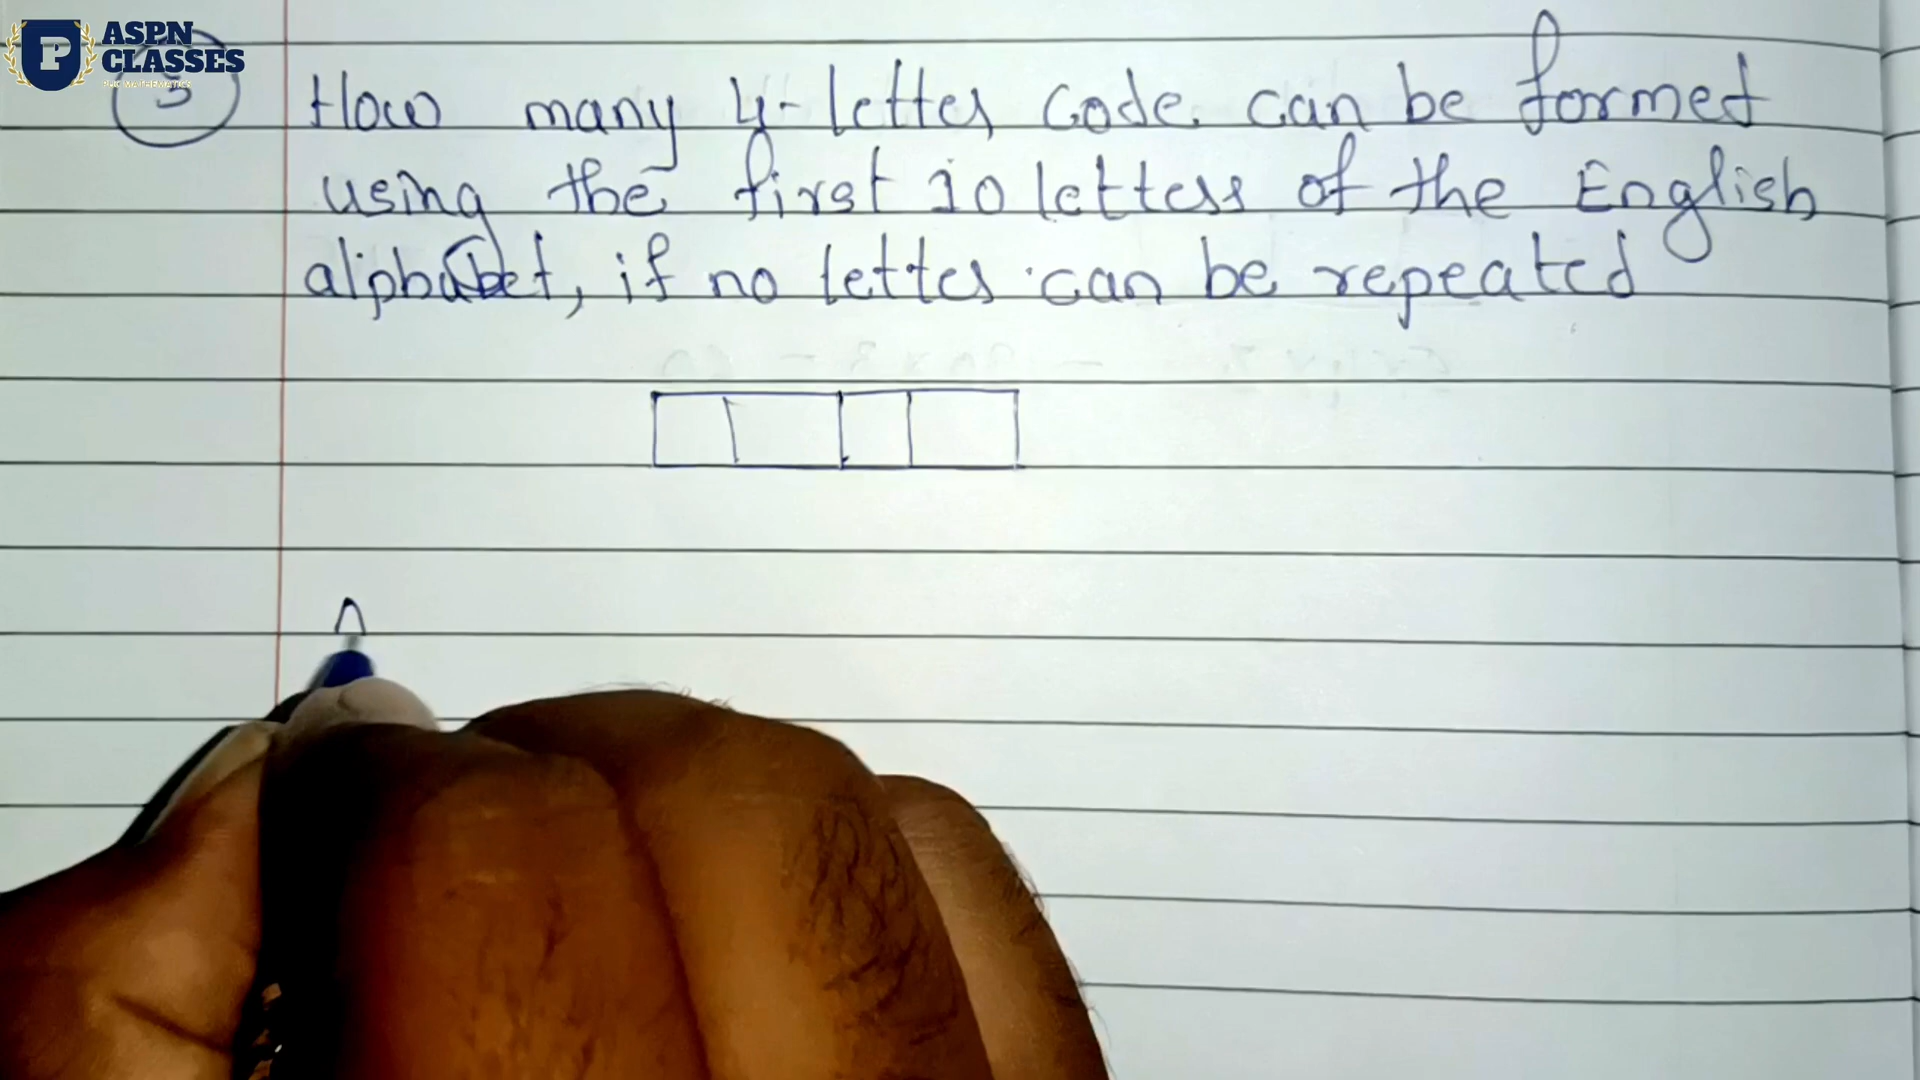 ASPN
CLASSES
3 How many 4-letter code can be formed
using the first 10 letters of the English
alphabet, if no letter can be repeated
A